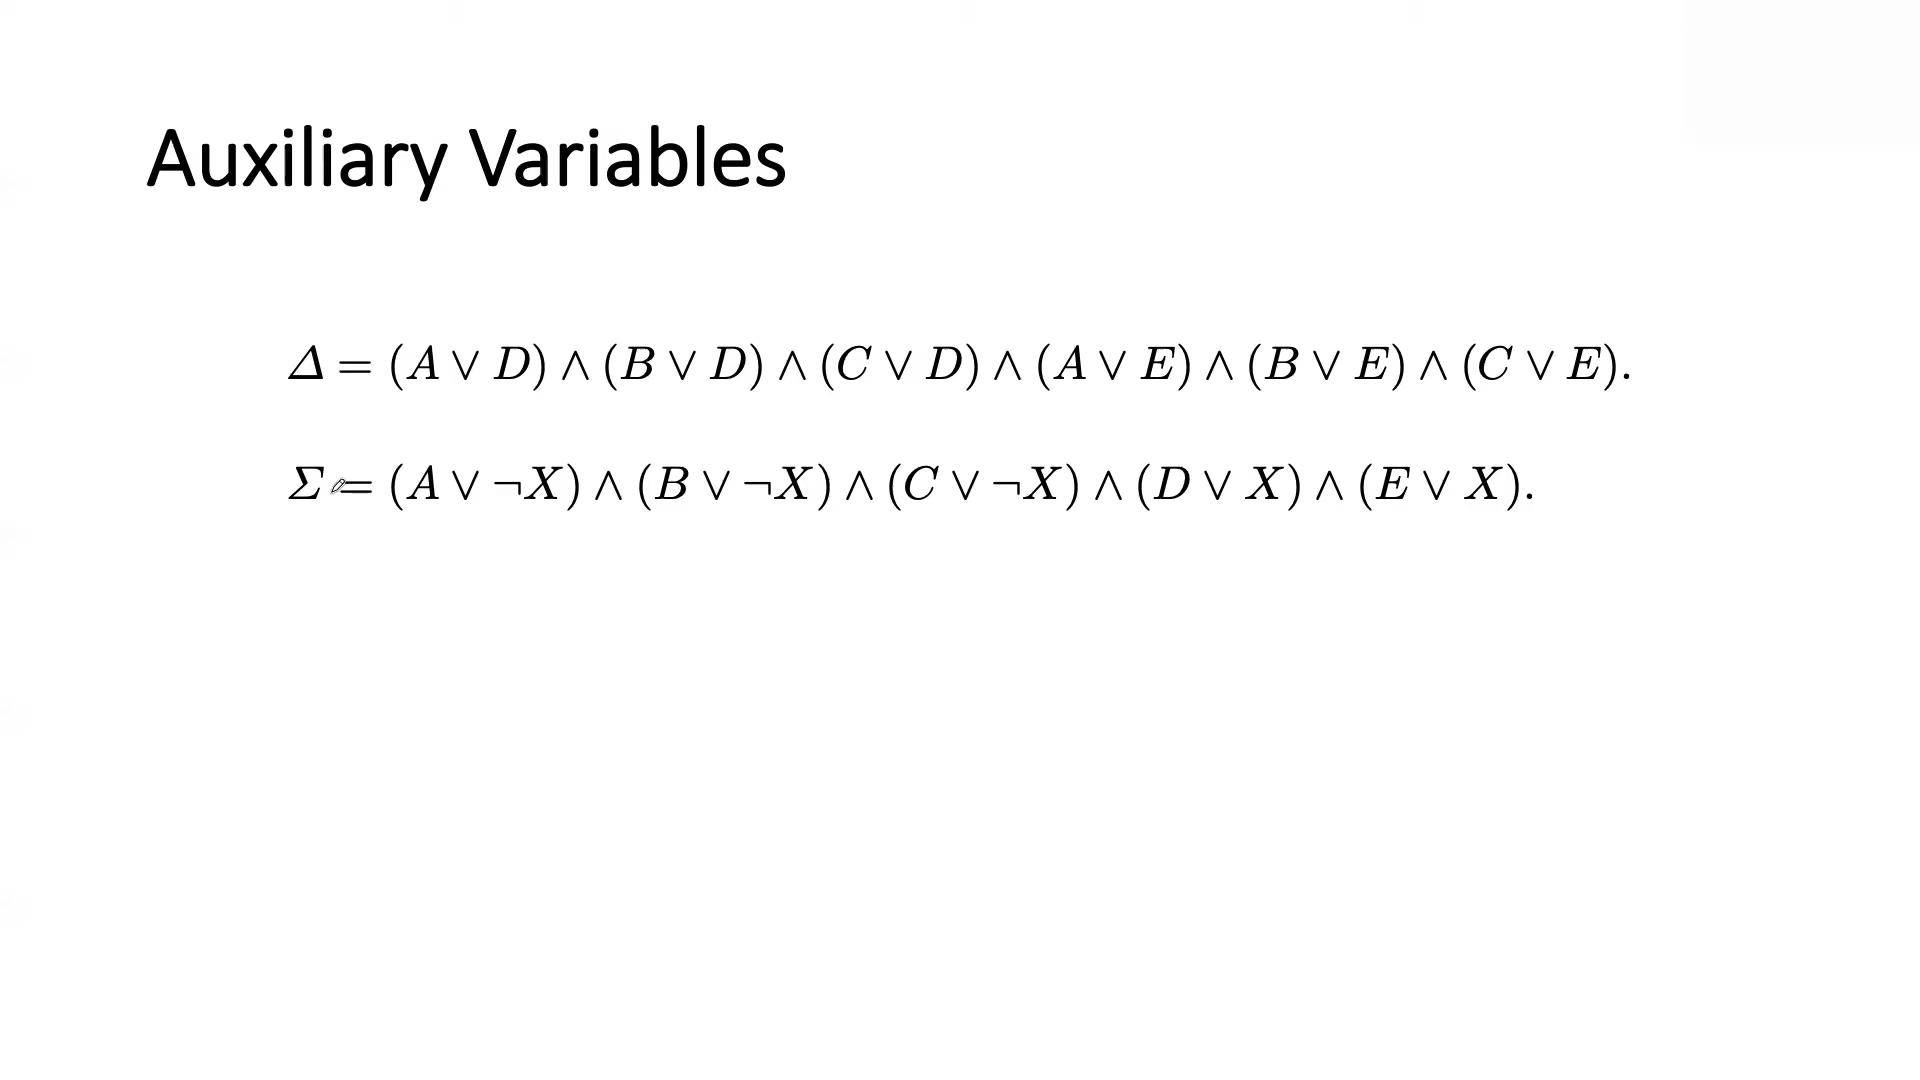 Auxiliary Variables
Δ = (A ∨ D) ∧ (B ∨ D) ∧ (C ∨ D) ∧ (A ∨ E) ∧ (B ∨ E) ∧ (C ∨ E).
Σ = (A ∨ ¬X) ∧ (B ∨ ¬X) ∧ (C ∨ ¬X) ∧ (D ∨ X) ∧ (E ∨ X).